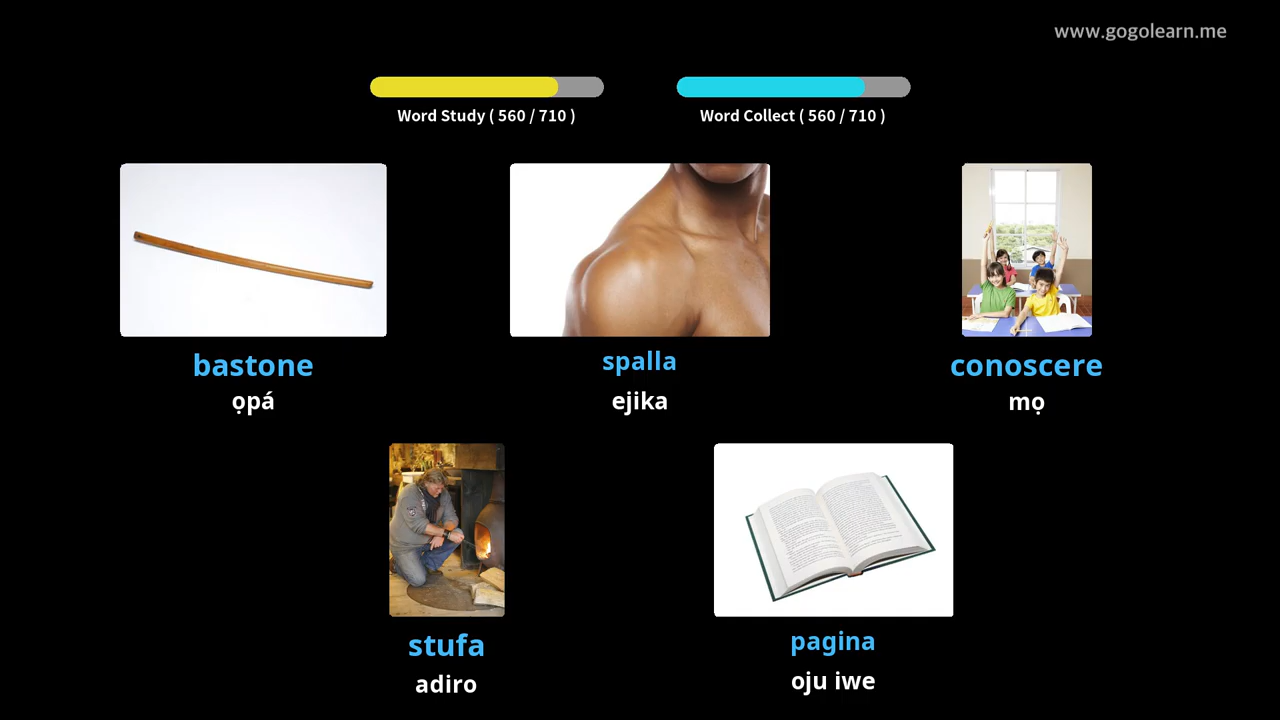 www.gogolearn.me
Word Study ( 560 / 710 )
Word Collect ( 560 / 710 )
bastone
ọpá
spalla
ejika
conoscere
mọ
stufa
adiro
pagina
oju iwe